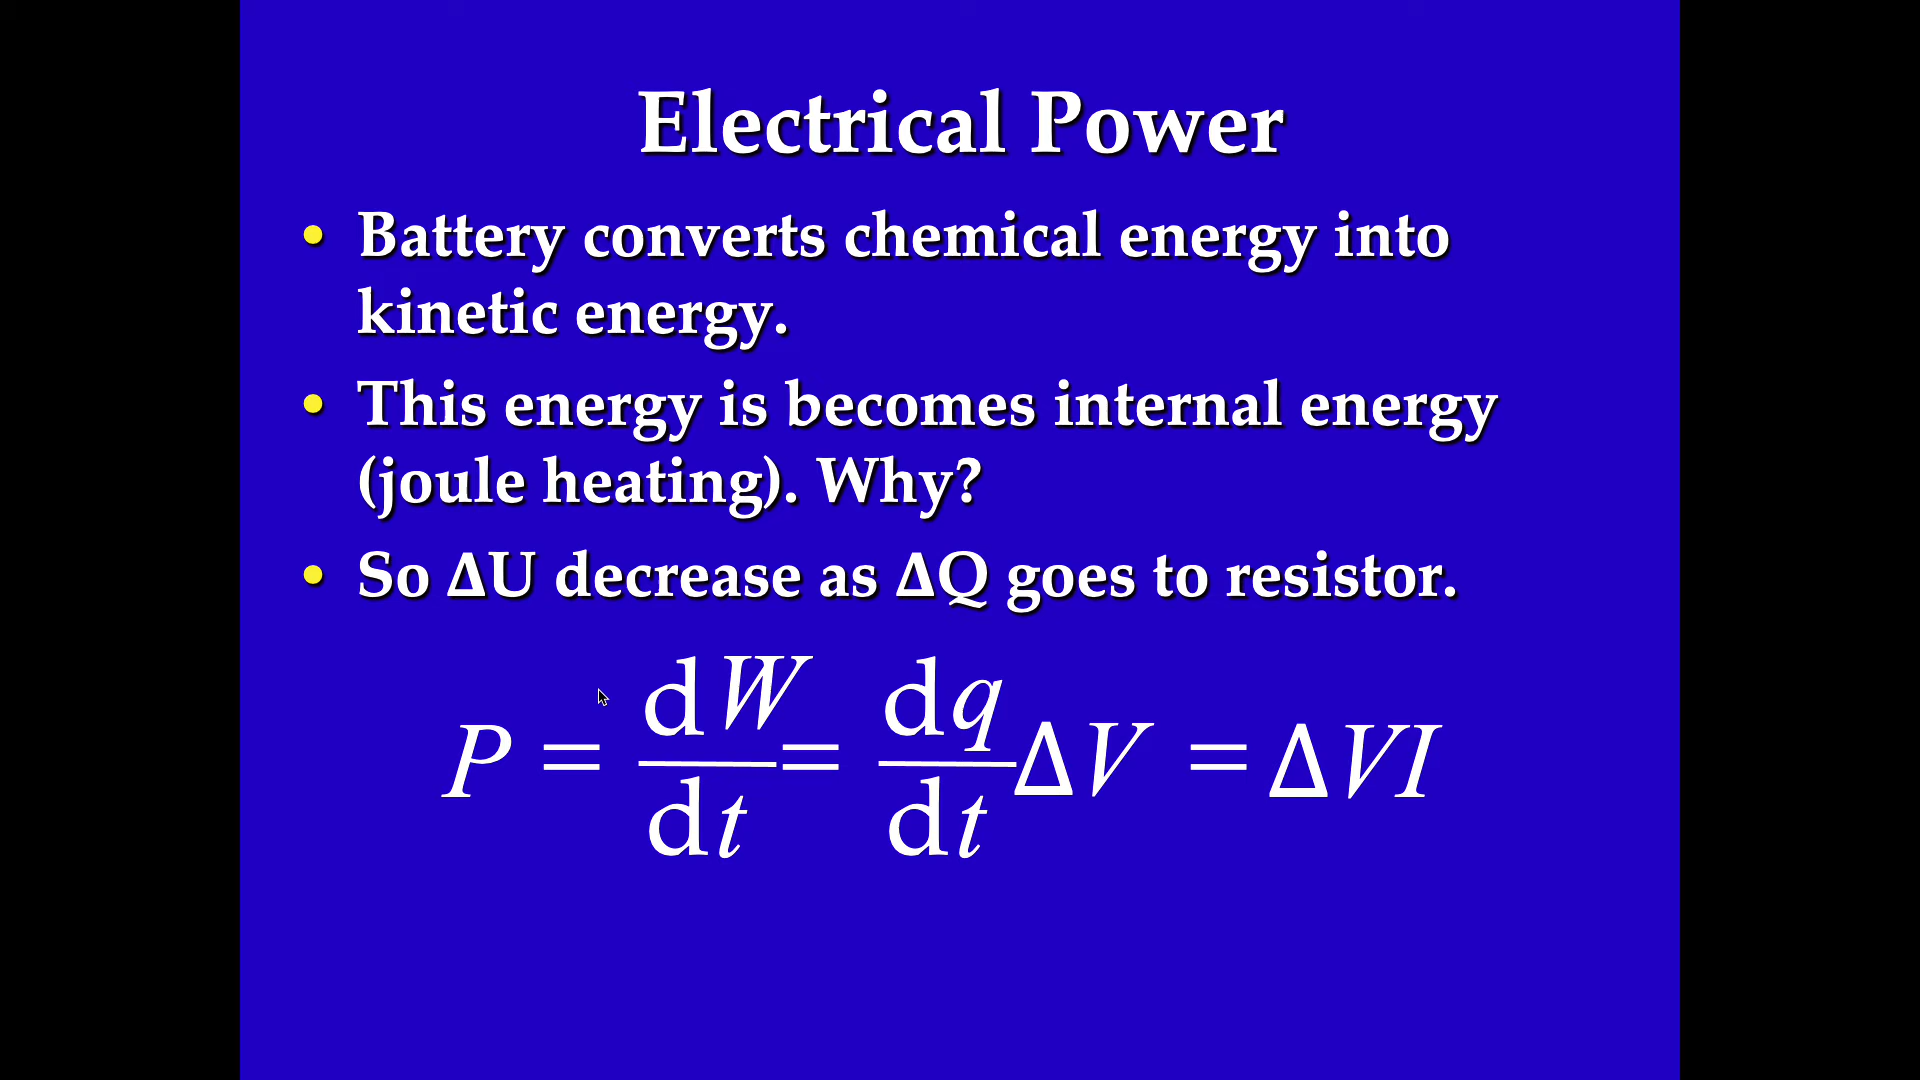 Electrical Power
• Battery converts chemical energy into
kinetic energy.
• This energy is becomes internal energy
(joule heating). Why?
• So ΔU decrease as ΔQ goes to resistor.
P = dW/dt = dq/dt ΔV = ΔVI